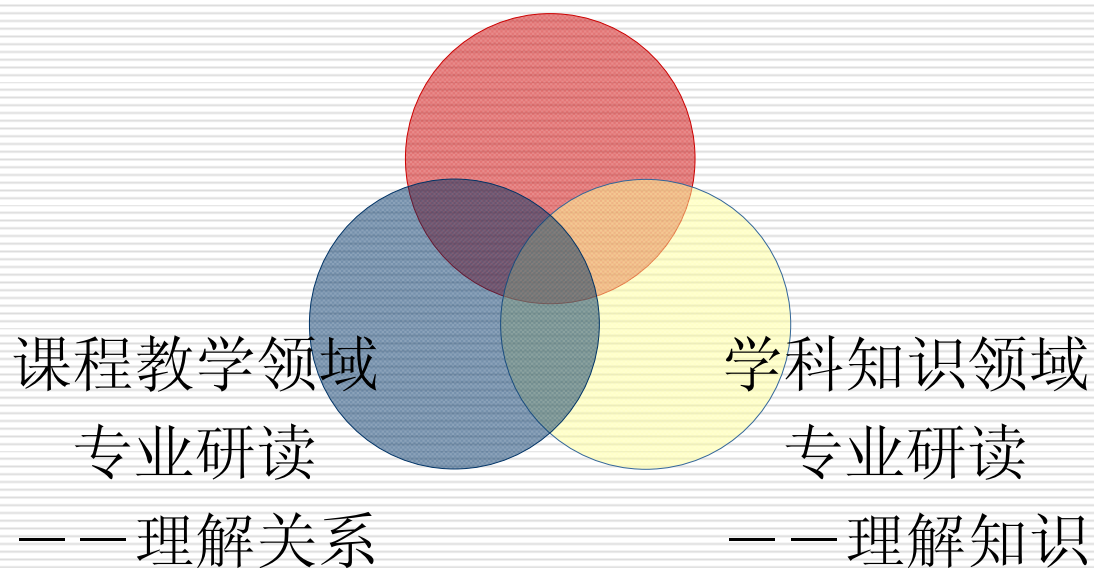 课程教学领域
专业研读
——理解关系
学科知识领域
专业研读
——理解知识